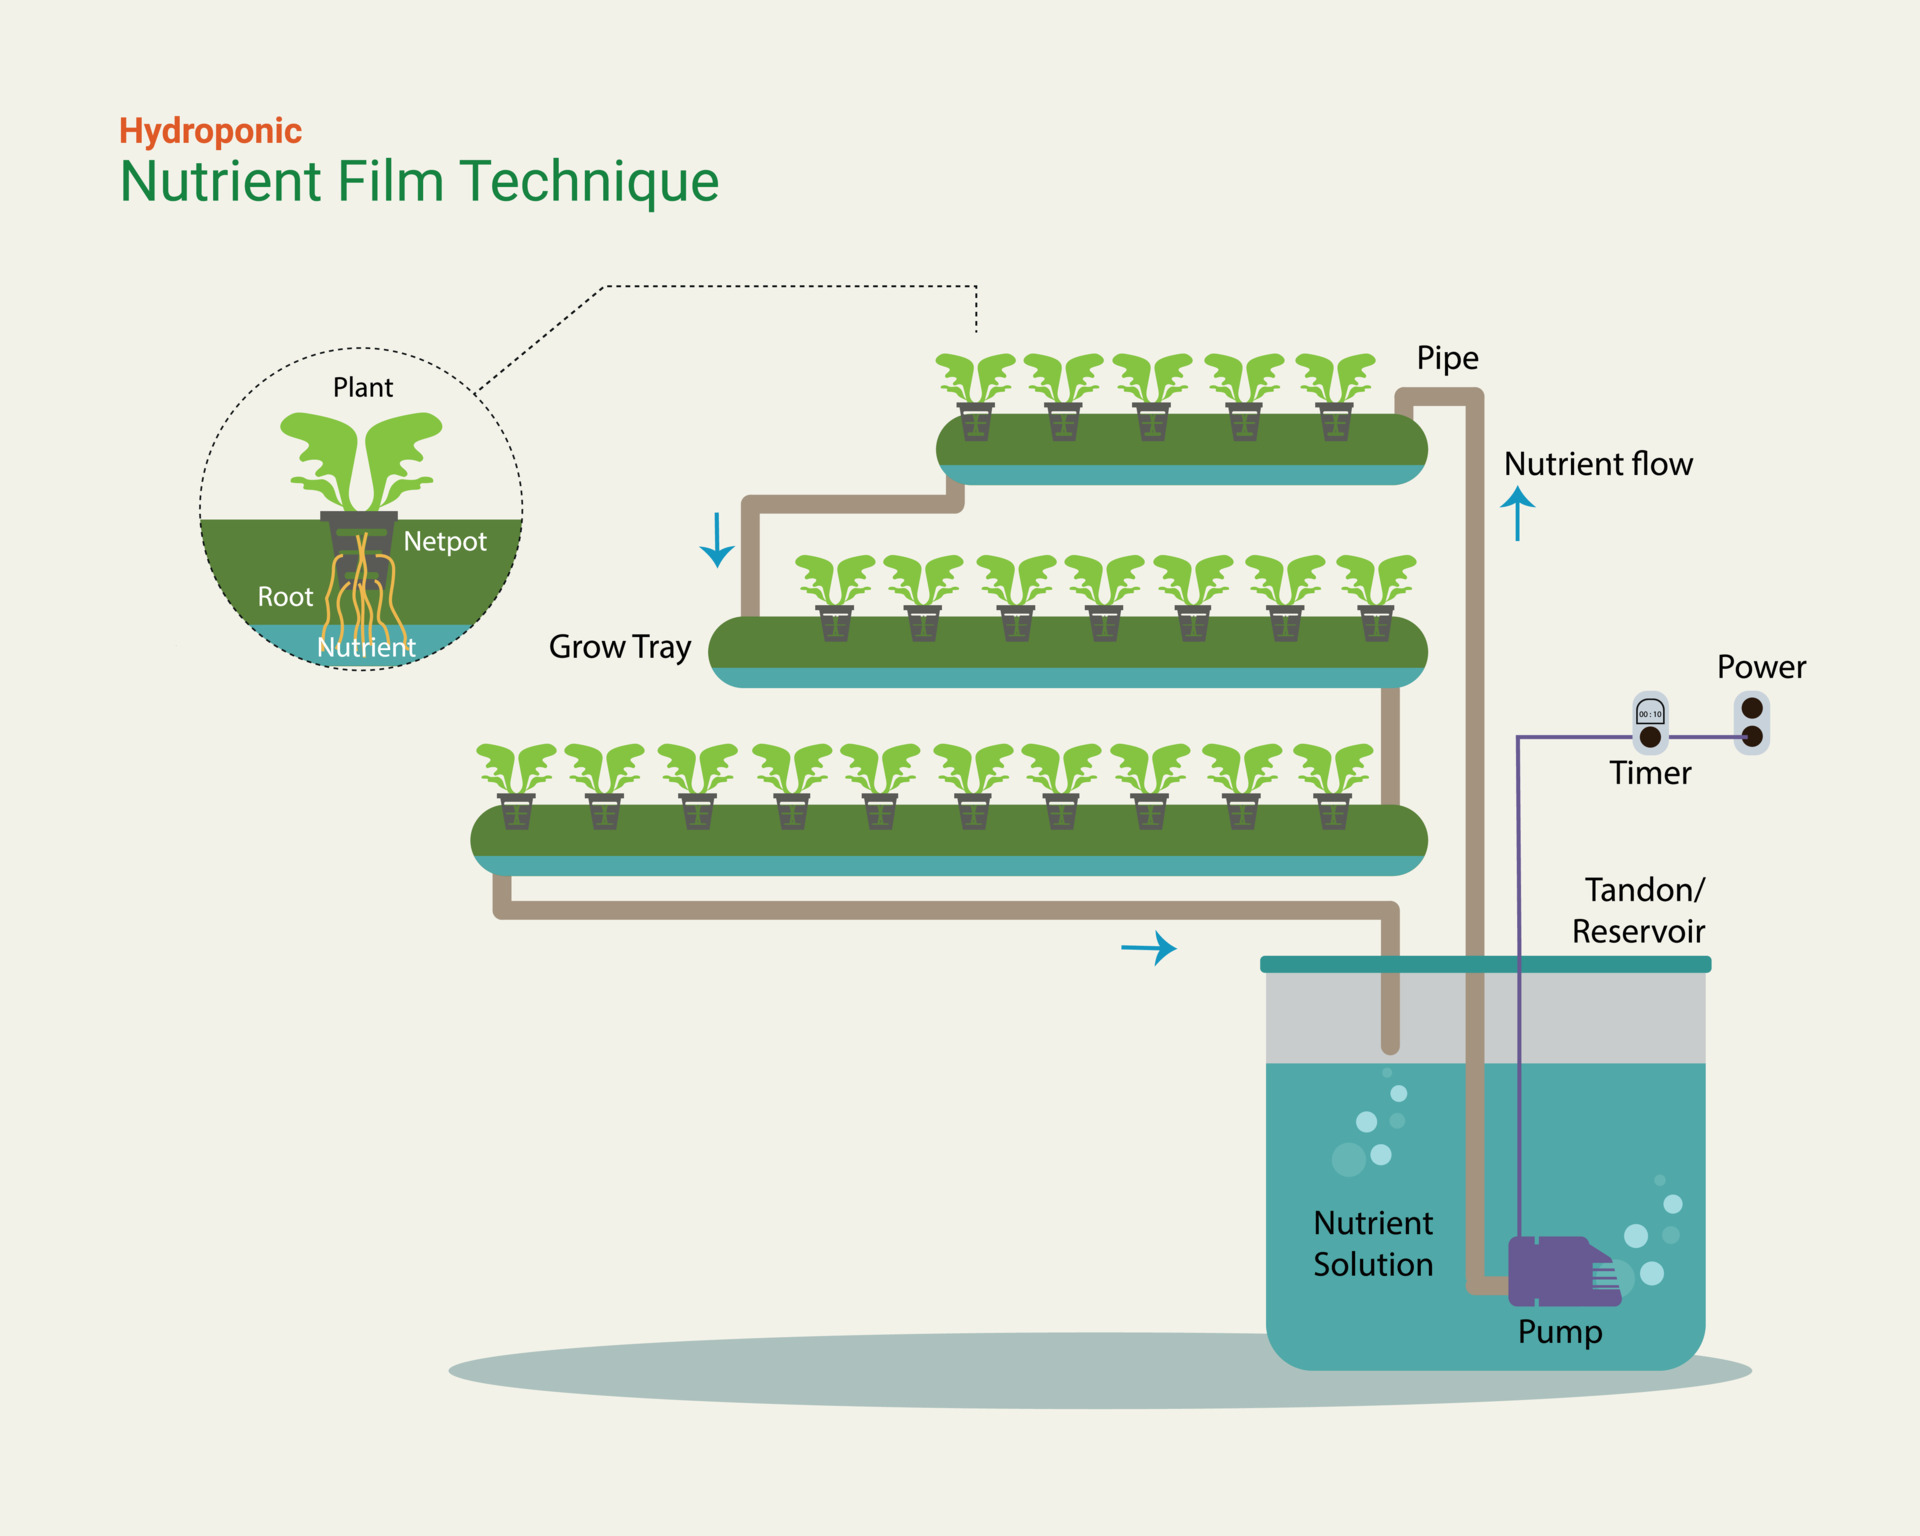 Hydroponic
Nutrient Film Technique
Plant
Netpot
Root
Nutrient
Pipe
Nutrient flow
Grow Tray
Power
00:10
Timer
Tandon/
Reservoir
Nutrient
Solution
Pump